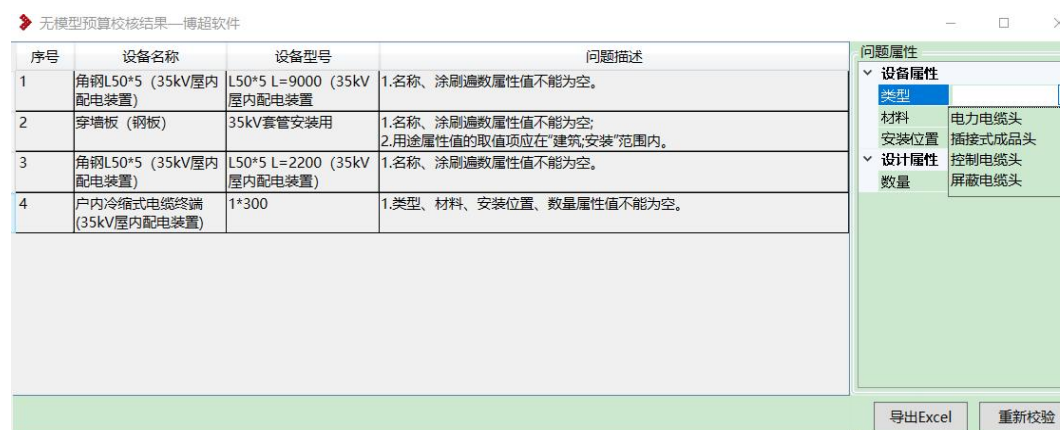 无模型预算校核结果—博超软件
序号 设备名称 设备型号 问题描述
1 角钢L50*5（35kV屋内 L50*5 L=9000（35kV 1.名称、涂刷遍数属性值不能为空。
配电装置） 屋内配电装置
2 穿墙板（钢板） 35kV套管安装用 1.名称、涂刷遍数属性值不能为空;
2.用途属性值的取值项应在"建筑;安装"范围内。
3 角钢L50*5（35kV屋内 L50*5 L=2200（35kV 1.名称、涂刷遍数属性值不能为空。
配电装置） 屋内配电装置）
4 户内冷缩式电缆终端 1*300 1.类型、材料、安装位置、数量属性值不能为空。
(35kV屋内配电装置)
问题属性
设备属性
类型
材料 电力电缆头
安装位置 插接式成品头
设计属性 控制电缆头
数量 屏蔽电缆头
导出Excel 重新校验